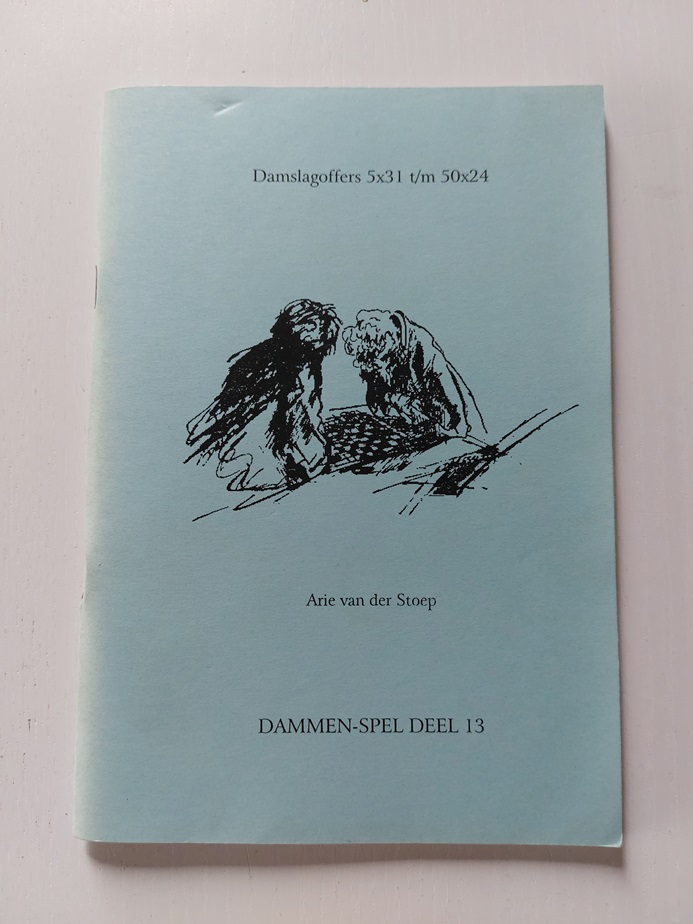 Damslagoffers 5x31 t/m 50x24
Arie van der Stoep
DAMMEN-SPEL DEEL 13